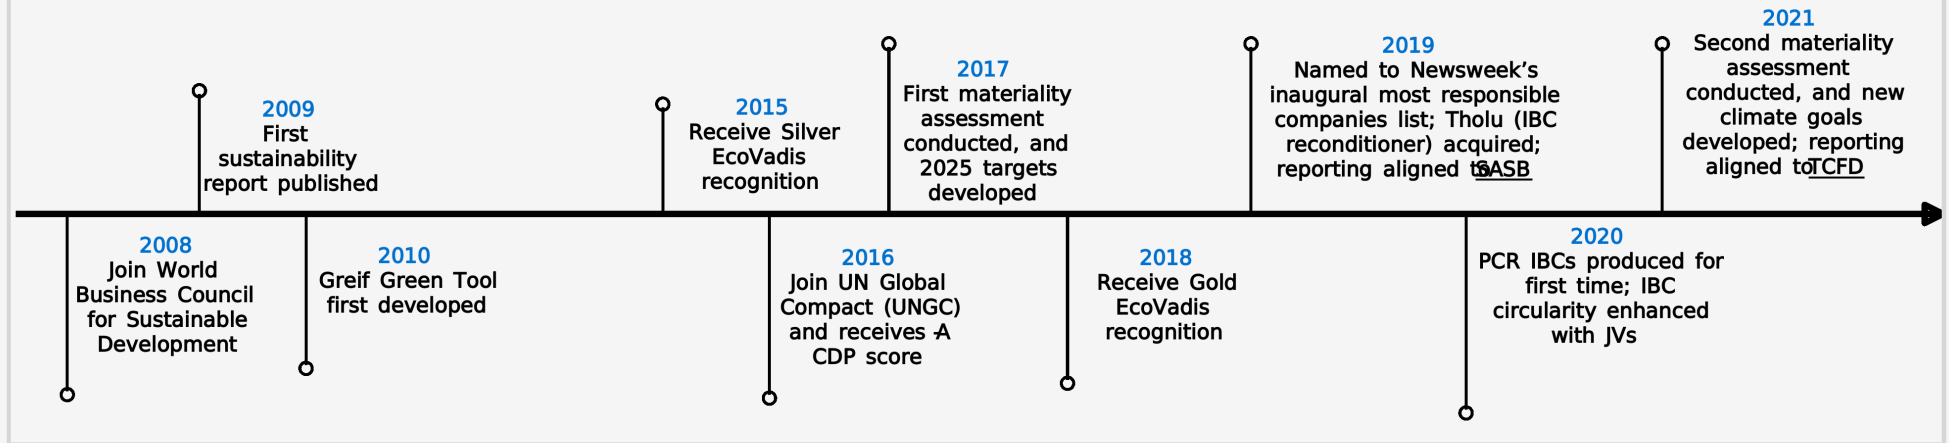 2008
Join World
Business Council
for Sustainable
Development
2009
First
sustainability
report published
2010
Greif Green Tool
first developed
2015
Receive Silver
EcoVadis
recognition
2016
Join UN Global
Compact (UNGC)
and receives A-
CDP score
2017
First materiality
assessment
conducted, and
2025 targets
developed
2018
Receive Gold
EcoVadis
recognition
2019
Named to Newsweek’s
inaugural most responsible
companies list; Tholu (IBC
reconditioner) acquired;
reporting aligned to SASB
2020
PCR IBCs produced for
first time; IBC
circularity enhanced
with JVs
2021
Second materiality
assessment
conducted, and new
climate goals
developed; reporting
aligned to TCFD